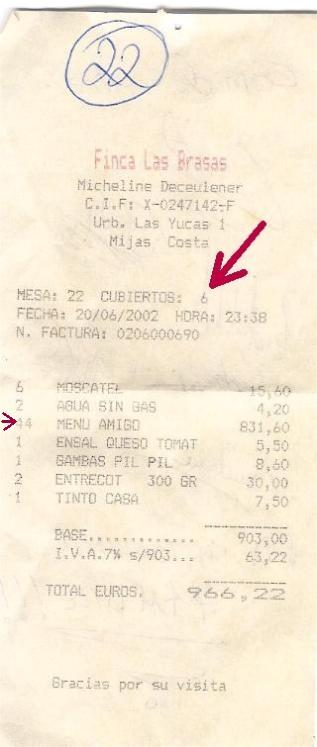 22
Finca Las Brasas
Micheline Deceulener
C.I.F: X-0247142-F
Urb. Las Yucas 1
Mijas Costa
MESA: 22 CUBIERTOS: 6
FECHA: 20/06/2002 HORA: 23:38
N. FACTURA: 0206000690
6 MOSCATEL 15,60
2 AGUA SIN GAS 4,20
44 MENU AMIGO 831,60
1 ENSAL QUESO TOMAT 5,50
1 GAMBAS PIL PIL 8,60
2 ENTRECOT 300 GR 30,00
1 TINTO CASA 7,50
BASE............. 903,00
I.V.A.7% s/903... 63,22
TOTAL EUROS. 966,22
Gracias por su visita